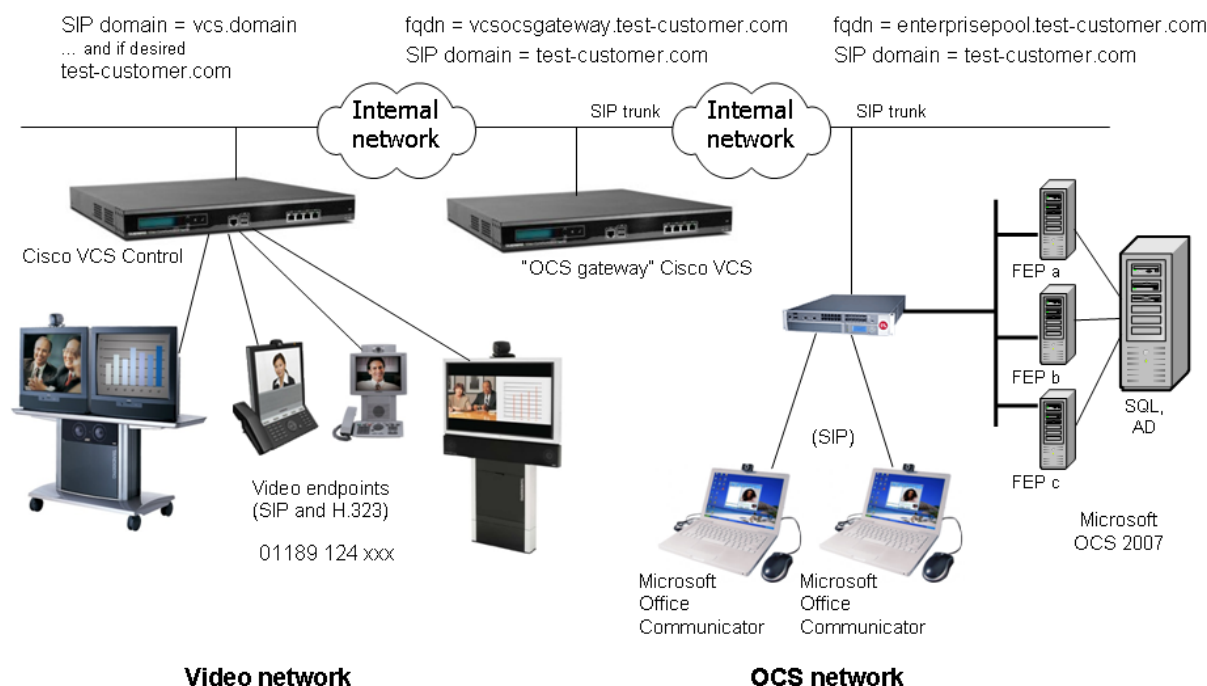 SIP domain = vcs.domain
... and if desired
test-customer.com
fqdn = vcsocsgateway.test-customer.com
SIP domain = test-customer.com
fqdn = enterprisepool.test-customer.com
SIP domain = test-customer.com
Internal
network
SIP trunk
Internal
network
SIP trunk
Cisco VCS Control
"OCS gateway" Cisco VCS
FEP a
FEP b
FEP c
SQL,
AD
(SIP)
Video endpoints
(SIP and H.323)
01189 124 xxx
Microsoft
OCS 2007
Microsoft
Office
Communicator
Microsoft
Office
Communicator
Video network
OCS network